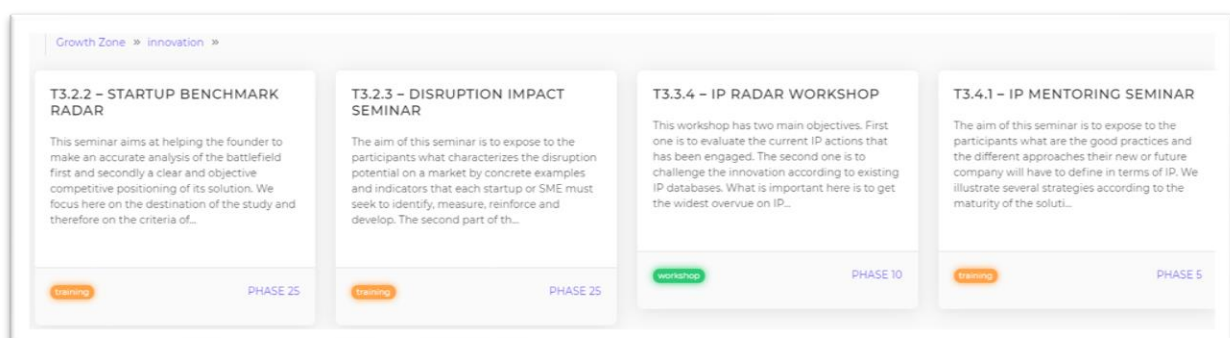 Growth Zone » innovation »
T3.2.2 – STARTUP BENCHMARK
RADAR
This seminar aims at helping the founder to
make an accurate analysis of the battlefield
first and secondly a clear and objective
competitive positioning of its solution. We
focus here on the destination of the study and
therefore on the criteria of...
training
PHASE 25
T3.2.3 – DISRUPTION IMPACT
SEMINAR
The aim of this seminar is to expose to the
participants what characterizes the disruption
potential on a market by concrete examples
and indicators that each startup or SME must
seek to identify, measure, reinforce and
develop. The second part of th...
training
PHASE 25
T3.3.4 – IP RADAR WORKSHOP
This workshop has two main objectives. First
one is to evaluate the current IP actions that
has been engaged. The second one is to
challenge the innovation according to existing
IP databases. What is important here is to get
the widest overvue on IP...
workshop
PHASE 10
T3.4.1 – IP MENTORING SEMINAR
The aim of this seminar is to expose to the
participants what are the good practices and
the different approaches their new or future
company will have to define in terms of IP. We
illustrate several strategies according to the
maturity of the soluti...
training
PHASE 5